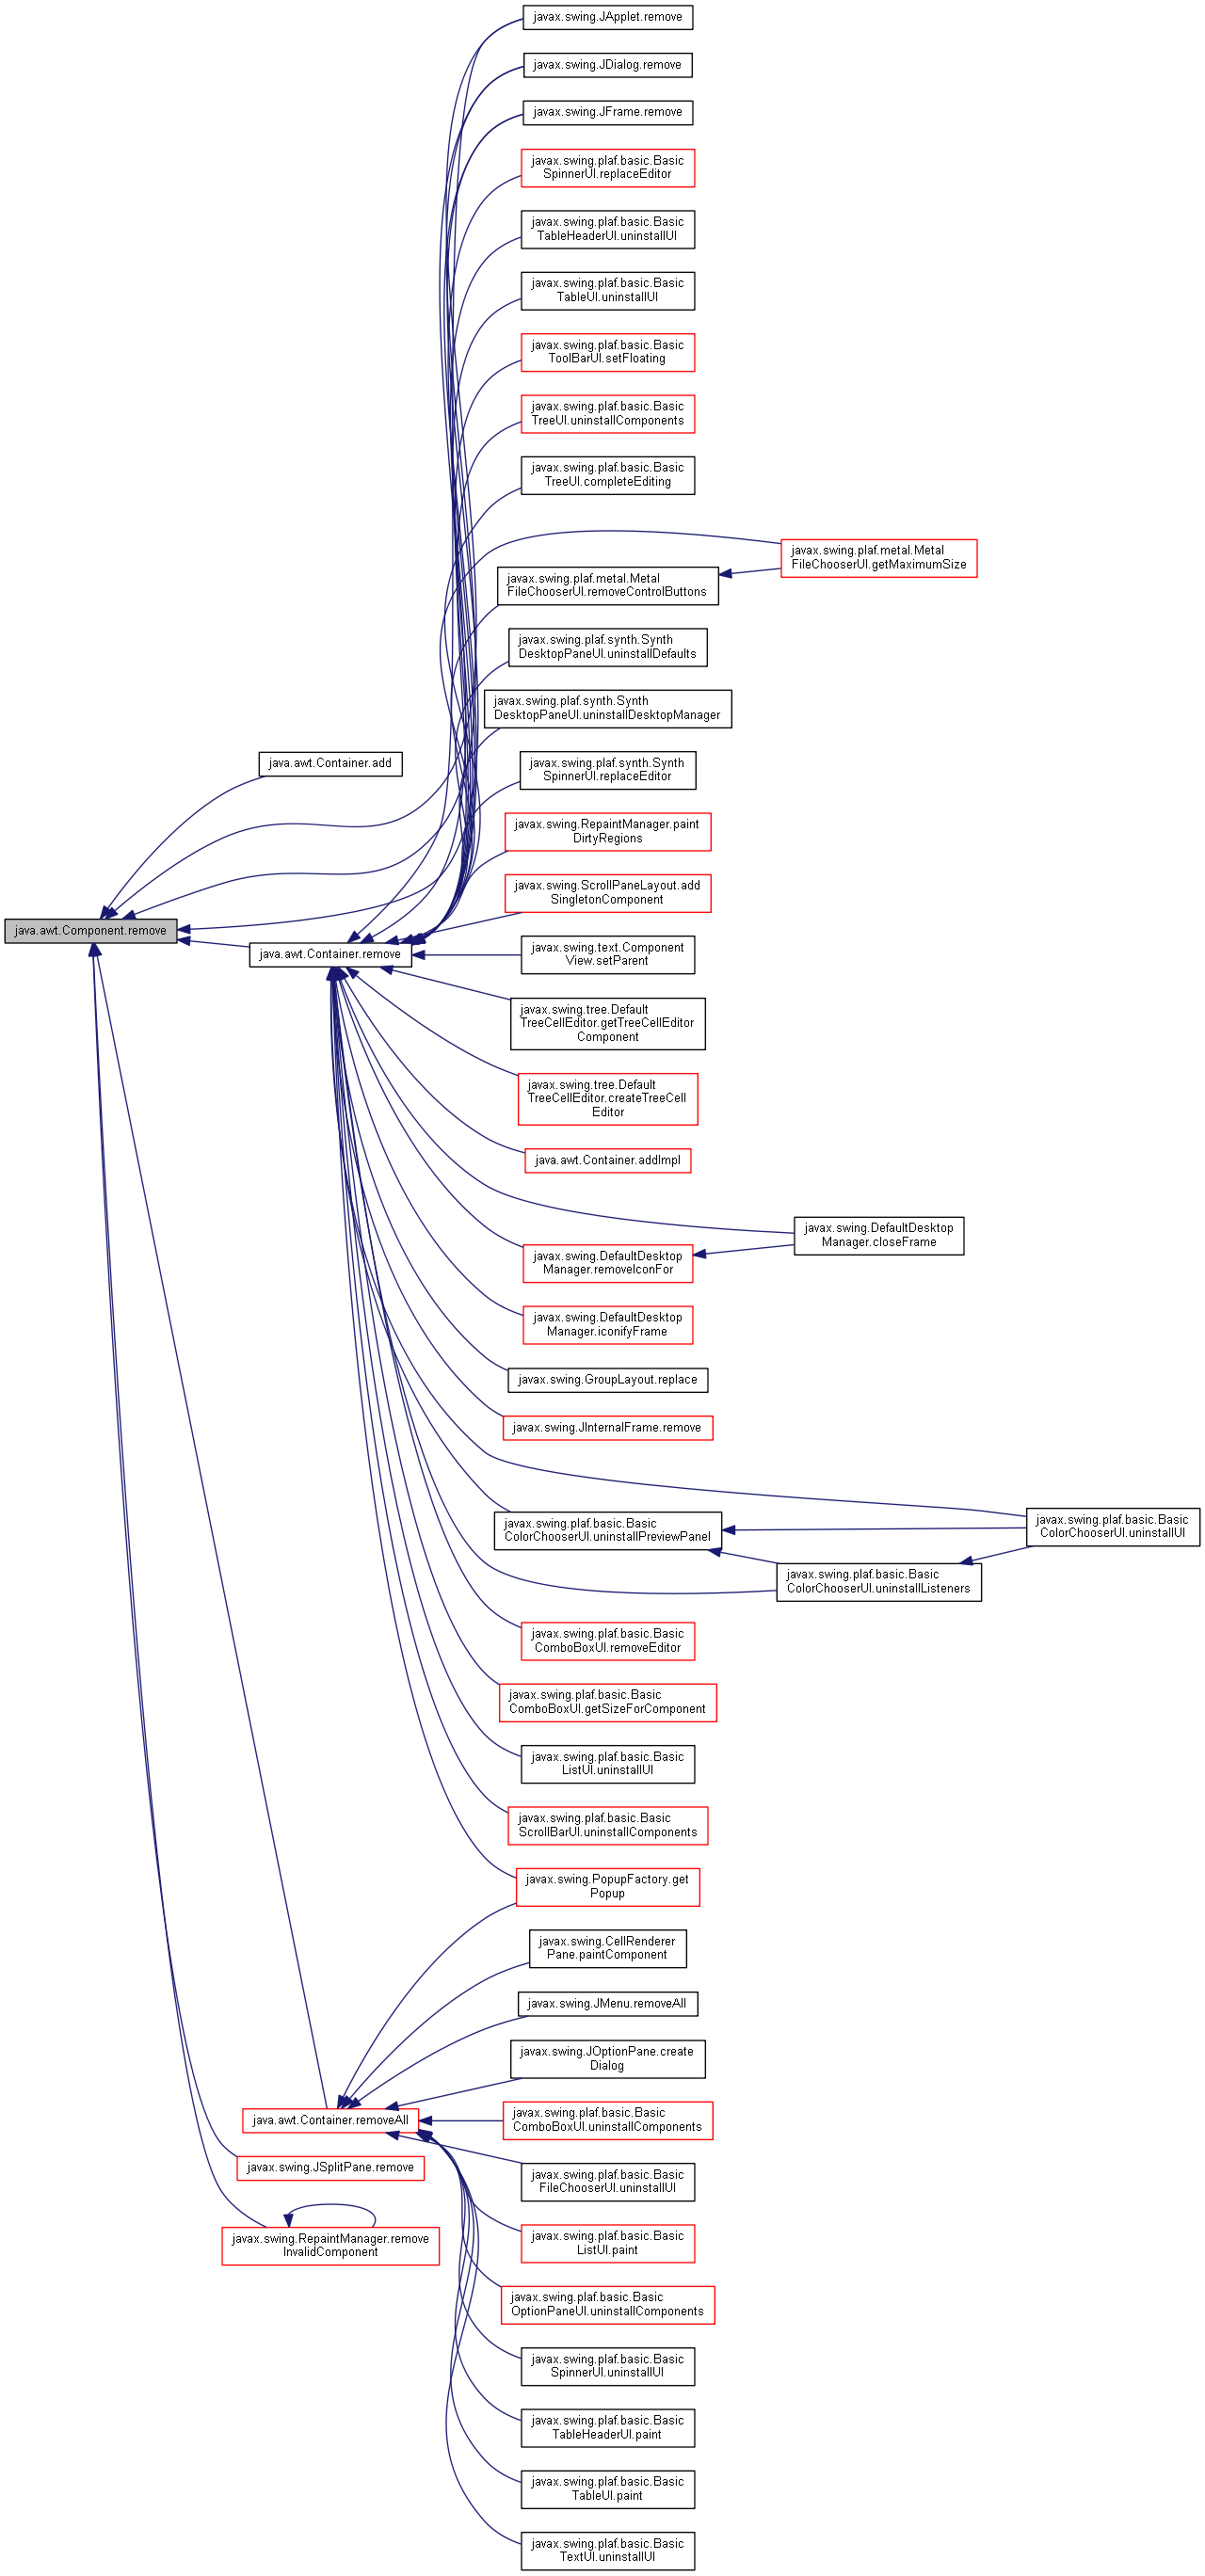 javax.swing.JApplet.remove
javax.swing.JDialog.remove
javax.swing.JFrame.remove
javax.swing.plaf.basic.Basic
SpinnerUI.replaceEditor
javax.swing.plaf.basic.Basic
TableHeaderUI.uninstallUI
javax.swing.plaf.basic.Basic
TableUI.uninstallUI
javax.swing.plaf.basic.Basic
ToolBarUI.setFloating
javax.swing.plaf.basic.Basic
TreeUI.uninstallComponents
javax.swing.plaf.basic.Basic
TreeUI.completeEditing
javax.swing.plaf.metal.Metal
FileChooserUI.getMaximumSize
javax.swing.plaf.metal.Metal
FileChooserUI.removeControlButtons
javax.swing.plaf.synth.Synth
DesktopPaneUI.uninstallDefaults
javax.swing.plaf.synth.Synth
DesktopPaneUI.uninstallDesktopManager
java.awt.Container.add
javax.swing.plaf.synth.Synth
SpinnerUI.replaceEditor
javax.swing.RepaintManager.paint
DirtyRegions
javax.swing.ScrollPaneLayout.add
SingletonComponent
java.awt.Component.remove
java.awt.Container.remove
javax.swing.text.Component
View.setParent
javax.swing.tree.Default
TreeCellEditor.getTreeCellEditor
Component
javax.swing.tree.Default
TreeCellEditor.createTreeCell
Editor
java.awt.Container.addImpl
javax.swing.DefaultDesktop
Manager.closeFrame
javax.swing.DefaultDesktop
Manager.removeIconFor
javax.swing.DefaultDesktop
Manager.iconifyFrame
javax.swing.GroupLayout.replace
javax.swing.JInternalFrame.remove
javax.swing.plaf.basic.Basic
ColorChooserUI.uninstallPreviewPanel
javax.swing.plaf.basic.Basic
ColorChooserUI.uninstallUI
javax.swing.plaf.basic.Basic
ColorChooserUI.uninstallListeners
javax.swing.plaf.basic.Basic
ComboBoxUI.removeEditor
javax.swing.plaf.basic.Basic
ComboBoxUI.getSizeForComponent
javax.swing.plaf.basic.Basic
ListUI.uninstallUI
javax.swing.plaf.basic.Basic
ScrollBarUI.uninstallComponents
javax.swing.PopupFactory.get
Popup
javax.swing.CellRenderer
Pane.paintComponent
javax.swing.JMenu.removeAll
javax.swing.JOptionPane.create
Dialog
java.awt.Container.removeAll
javax.swing.plaf.basic.Basic
ComboBoxUI.uninstallComponents
javax.swing.JSplitPane.remove
javax.swing.plaf.basic.Basic
FileChooserUI.uninstallUI
javax.swing.RepaintManager.remove
InvalidComponent
javax.swing.plaf.basic.Basic
ListUI.paint
javax.swing.plaf.basic.Basic
OptionPaneUI.uninstallComponents
javax.swing.plaf.basic.Basic
SpinnerUI.uninstallUI
javax.swing.plaf.basic.Basic
TableHeaderUI.paint
javax.swing.plaf.basic.Basic
TableUI.paint
javax.swing.plaf.basic.Basic
TextUI.uninstallUI